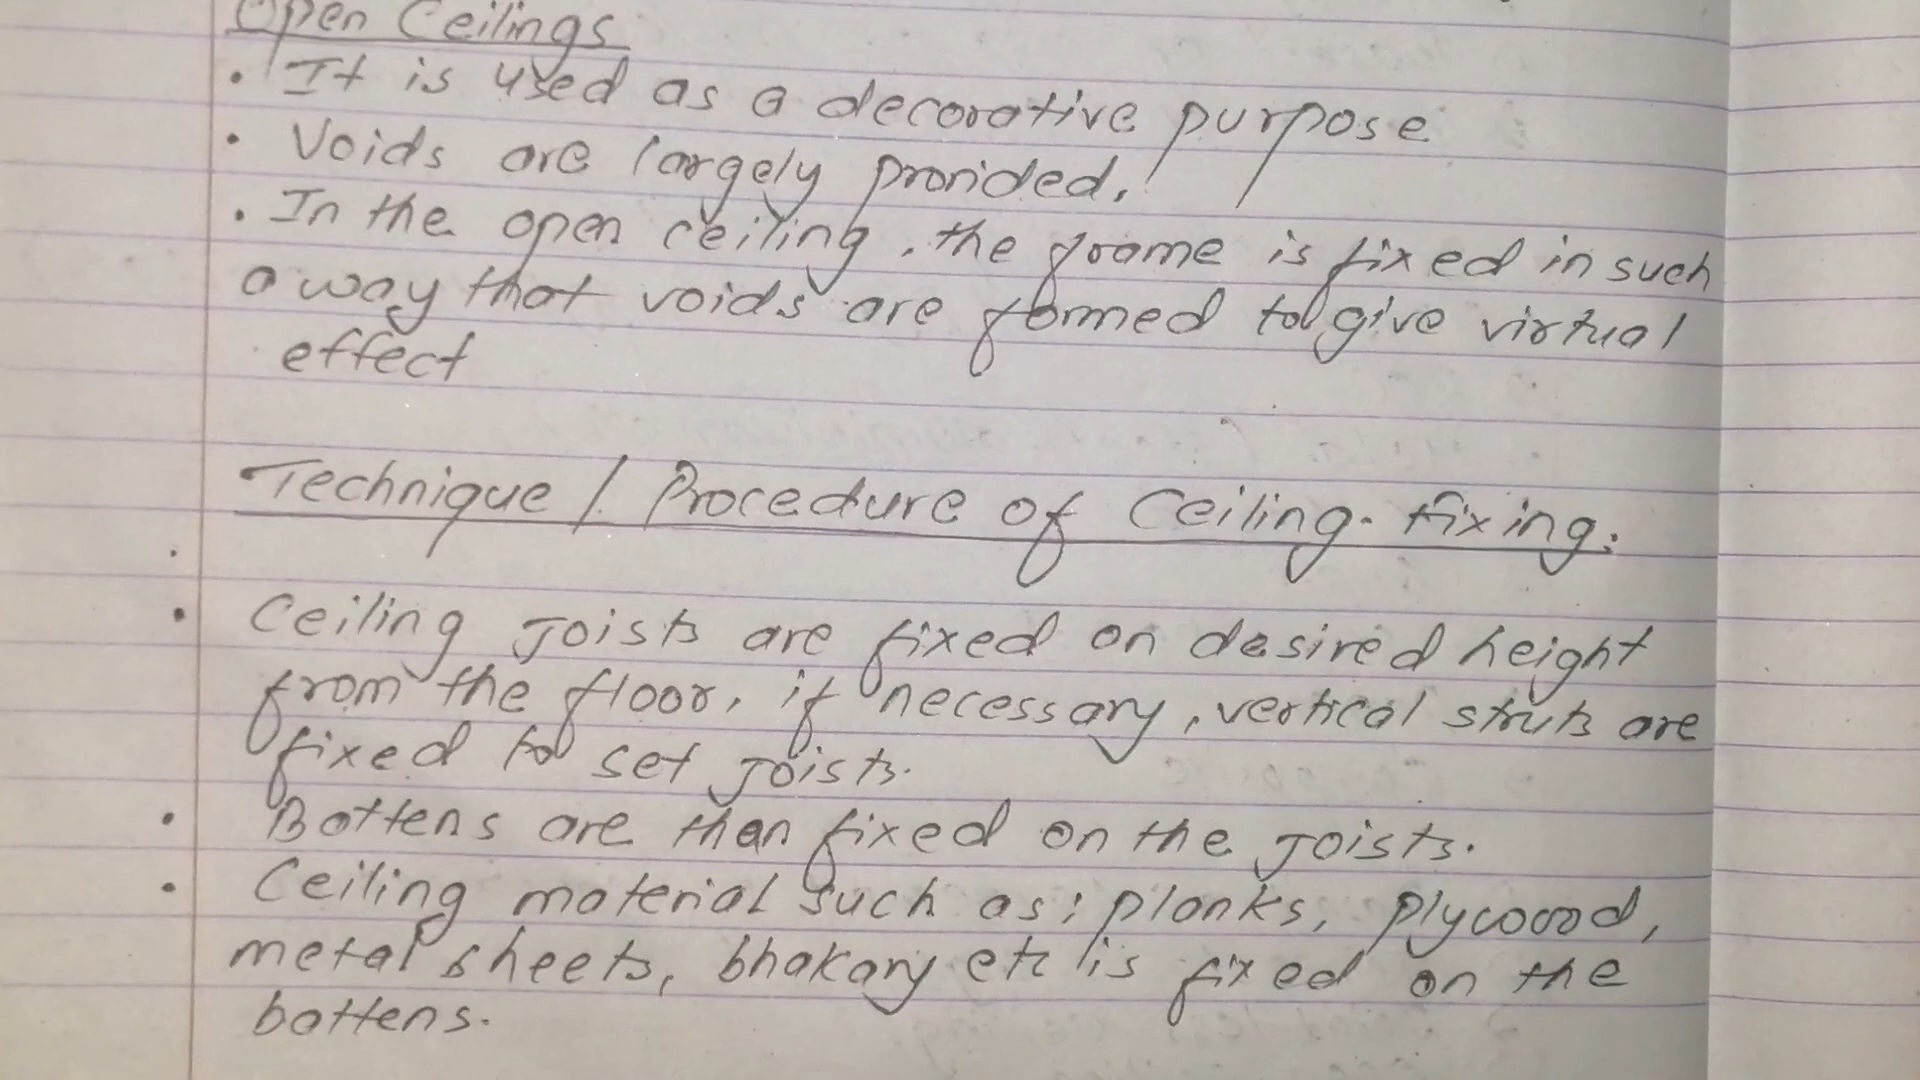 Open Ceilings
• It is used as a decorative purpose
• Voids are largely provided.
• In the open ceiling, the frame is fixed in such
a way that voids are formed to give virtual
effect
Technique / Procedure of Ceiling-fixing:
• Ceiling Joists are fixed on desired height
from the floor, if necessary, vertical struts are
fixed to set joists.
• Battens are than fixed on the Joists.
• Ceiling material such as; planks, plywood,
metal sheets, bhakary etc is fixed on the
battens.